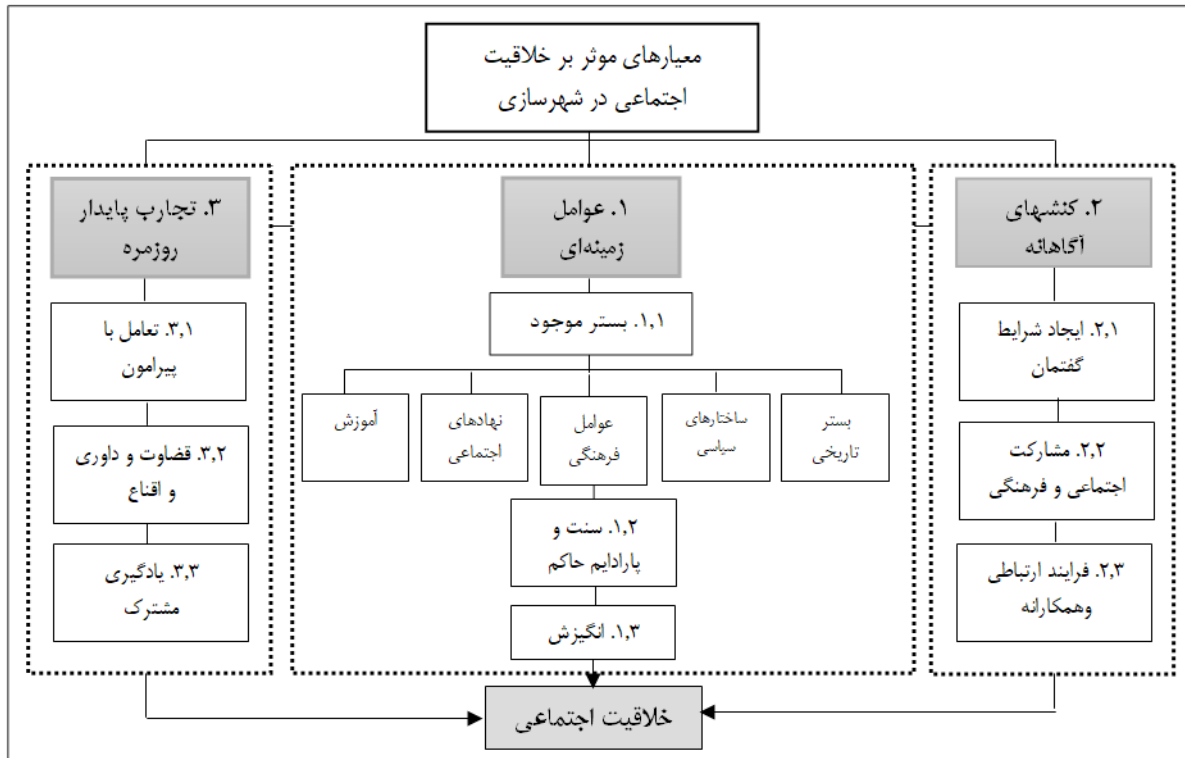 معیارهای موثر بر خلاقیت
اجتماعی در شهرسازی
۲. کنشهای
آگاهانه
۲,۱. ایجاد شرایط
گفتمان
۲,۲. مشارکت
اجتماعی و فرهنگی
۲,۳. فرایند ارتباطی
وهمکارانه
۱. عوامل
زمینه‌ای
۱,۱. بستر موجود
بستر
تاریخی
ساختارهای
سیاسی
عوامل
فرهنگی
نهادهای
اجتماعی
آموزش
۱,۲. سنت و
پارادایم حاکم
۱,۳. انگیزش
۳. تجارب پایدار
روزمره
۳,۱. تعامل با
پیرامون
۳,۲. قضاوت و داوری
و اقناع
۳,۳. یادگیری
مشترک
خلاقیت اجتماعی